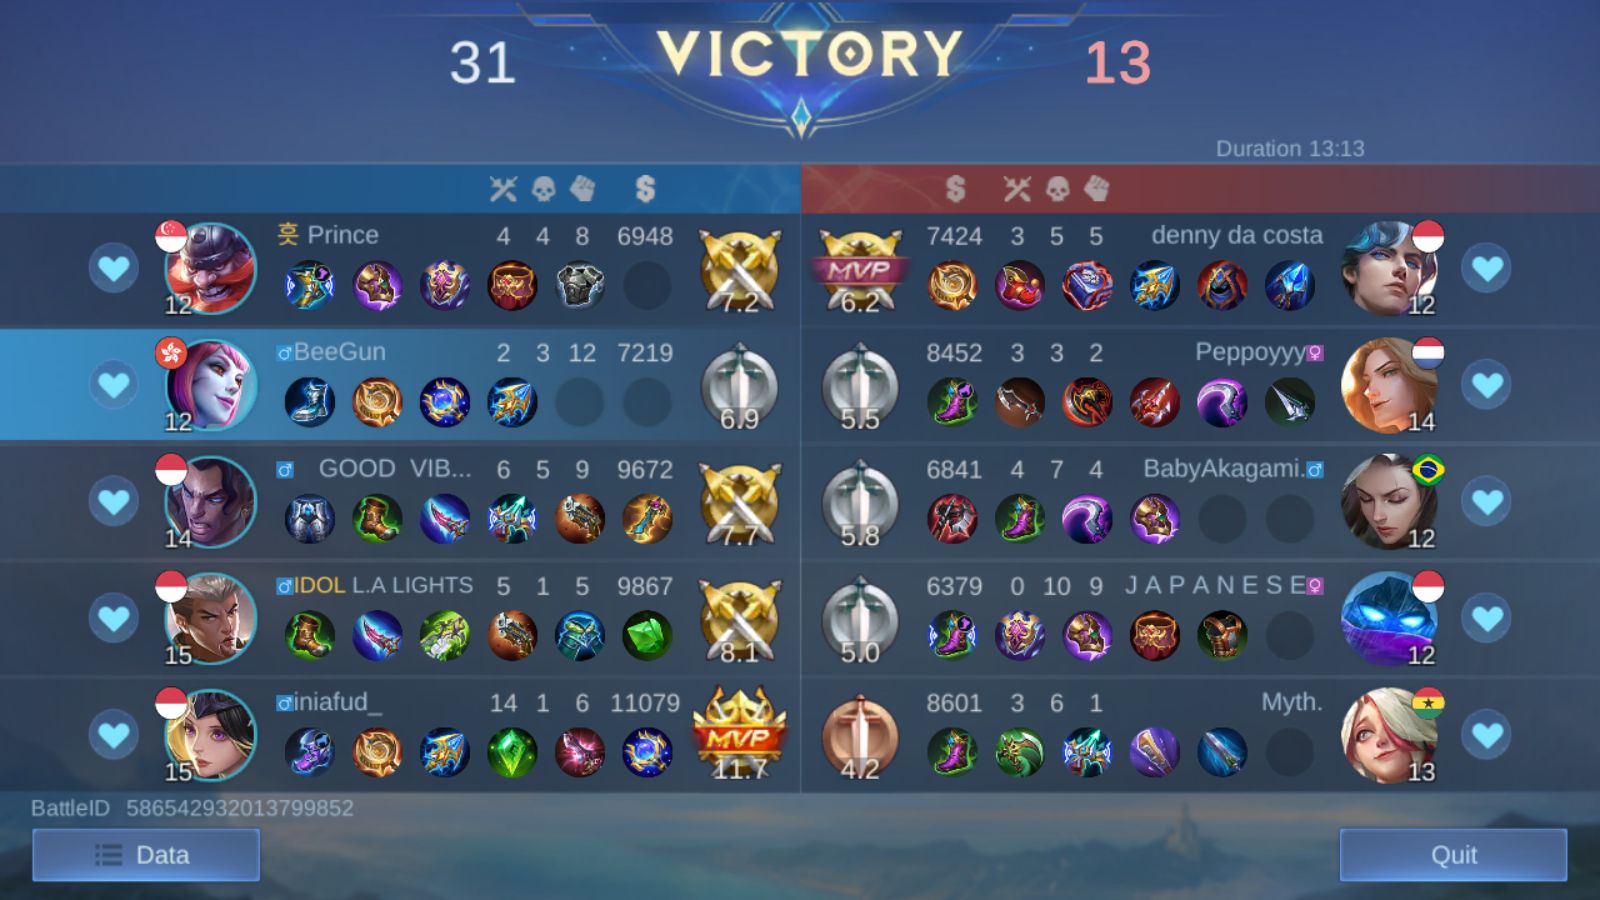 31 VICTORY 13
Duration 13:13
훗 Prince 4 4 8 6948
12 7.2
MVP 7424 3 5 5 denny da costa
6.2 12
BeeGun 2 3 12 7219
12 6.9
8452 3 3 2 Peppoyyy
5.5 14
GOOD VIB... 6 5 9 9672
14 7.7
6841 4 7 4 BabyAkagami.
5.8 12
IDOL L.A LIGHTS 5 1 5 9867
15 8.1
6379 0 10 9 J A P A N E S E
5.0 12
iniafud_ 14 1 6 11079
15 MVP 11.7
8601 3 6 1 Myth.
4.2 13
BattleID 586542932013799852
Data
Quit